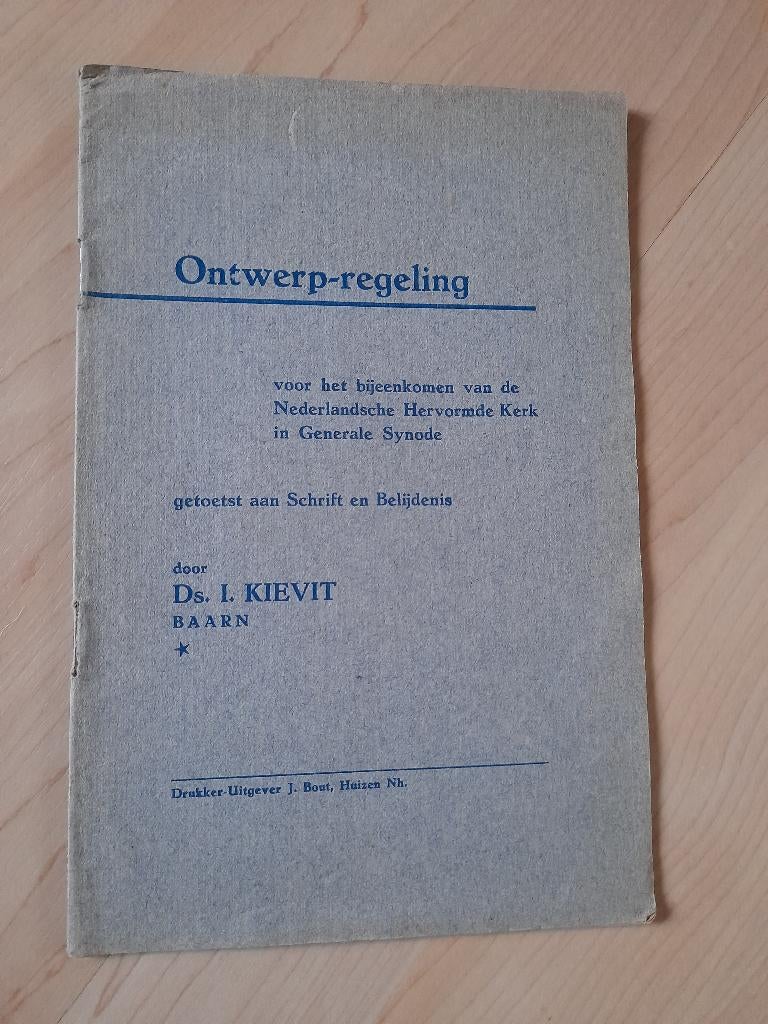 Ontwerp-regeling
voor het bijeenkomen van de
Nederlandsche Hervormde Kerk
in Generale Synode
getoetst aan Schrift en Belijdenis
door
Ds. I. KIEVIT
BAARN
Drukker-Uitgever J. Bout, Huizen Nh.